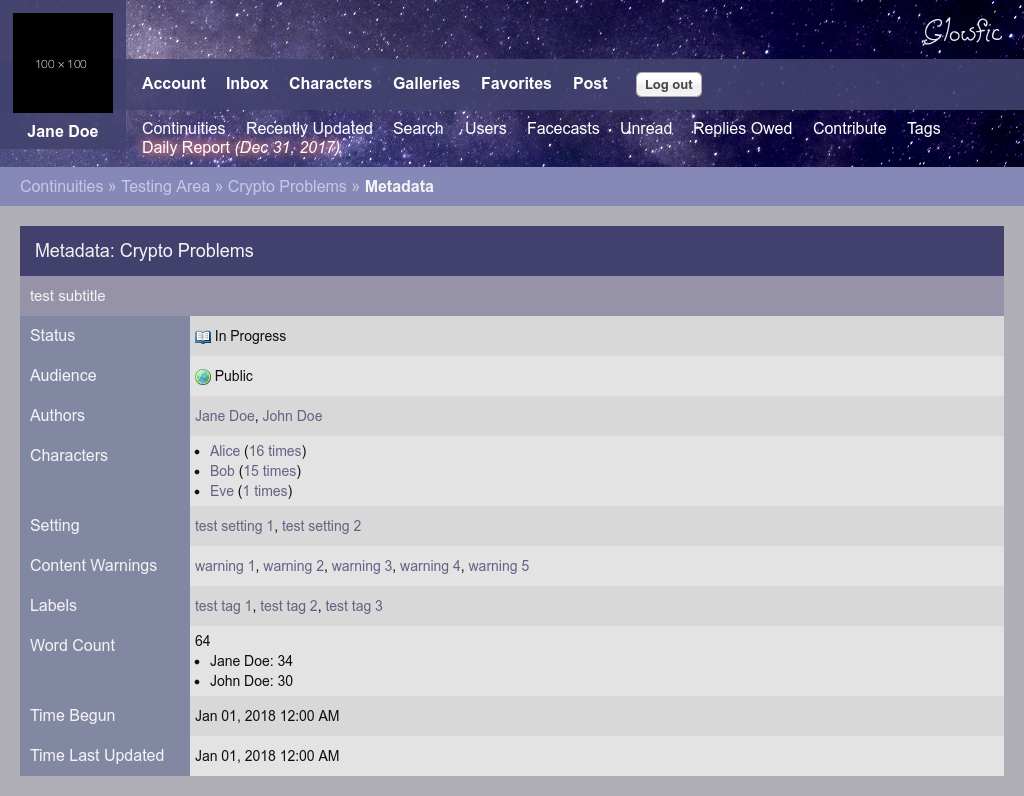 100 × 100
Glowfic
Account Inbox Characters Galleries Favorites Post Log out
Jane Doe
Continuities Recently Updated Search Users Facecasts Unread Replies Owed Contribute Tags
Daily Report (Dec 31, 2017)
Continuities » Testing Area » Crypto Problems » Metadata
Metadata: Crypto Problems
test subtitle
Status In Progress
Audience Public
Authors Jane Doe, John Doe
Characters
• Alice (16 times)
• Bob (15 times)
• Eve (1 times)
Setting test setting 1, test setting 2
Content Warnings warning 1, warning 2, warning 3, warning 4, warning 5
Labels test tag 1, test tag 2, test tag 3
Word Count 64
• Jane Doe: 34
• John Doe: 30
Time Begun Jan 01, 2018 12:00 AM
Time Last Updated Jan 01, 2018 12:00 AM